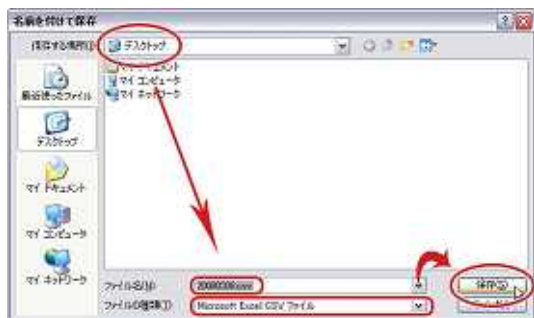 名前を付けて保存
保存する場所(I):
デスクトップ
マイ ドキュメント
マイ コンピュータ
マイ ネットワーク
最近使ったファイル
デスクトップ
マイ ドキュメント
マイ コンピュータ
マイ ネットワーク
ファイル名(N):
ファイルの種類(T):
Microsoft Excel CSV ファイル
保存(S)